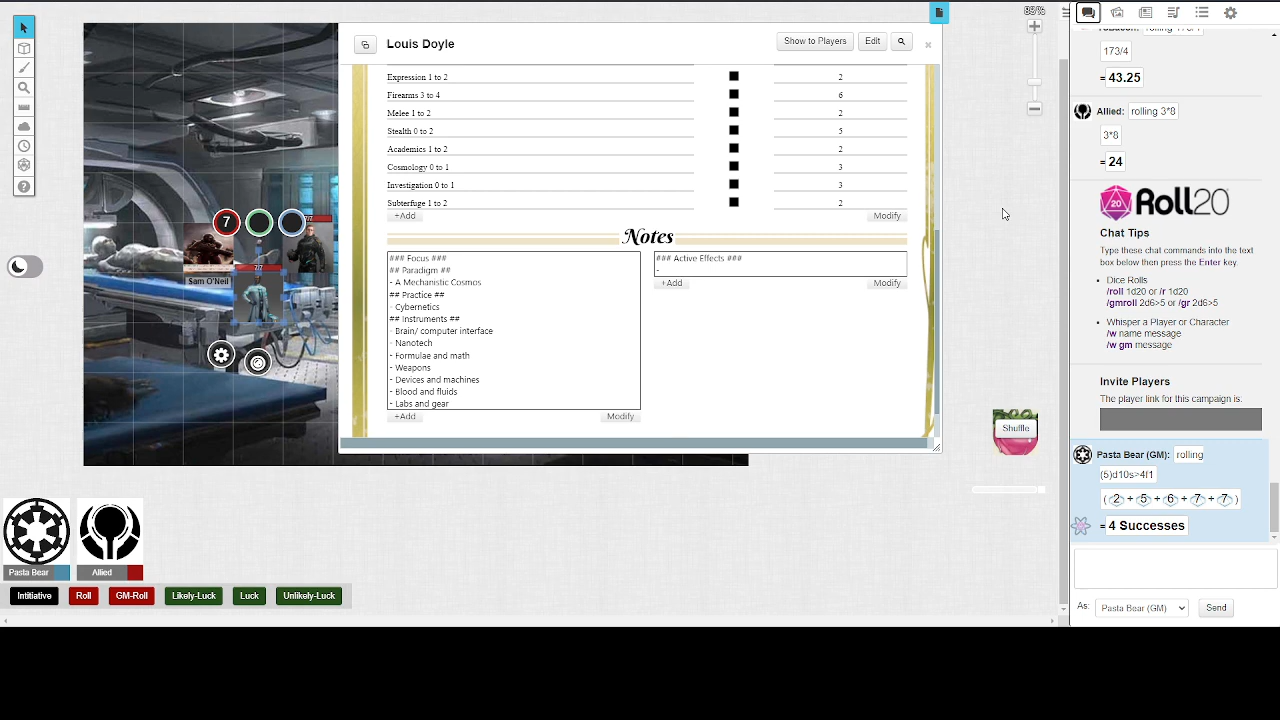 83%
Louis Doyle
Show to Players
Edit
Expression 1 to 2
2
Firearms 3 to 4
6
Melee 1 to 2
2
Stealth 0 to 2
5
Academics 1 to 2
2
Cosmology 0 to 1
3
Investigation 0 to 1
3
Subterfuge 1 to 2
2
+Add
Modify
Notes
### Focus ###
## Paradigm ##
- A Mechanistic Cosmos
## Practice ##
- Cybernetics
## Instruments ##
- Brain/ computer interface
- Nanotech
- Formulae and math
- Weapons
- Devices and machines
- Blood and fluids
- Labs and gear
+Add
Modify
### Active Effects ###
-
+Add
Modify
7
7/7
Sam O'Neil
Shuffle
Pasta Bear
Allied
Intitiative
Roll
GM-Roll
Likely-Luck
Luck
Unlikely-Luck
173/4
= 43.25
Allied: rolling 3*8
3*8
= 24
20
Roll20
Chat Tips
Type these chat commands into the text
box below then press the Enter key.
• Dice Rolls
/roll 1d20 or /r 1d20
/gmroll 2d6>5 or /gr 2d6>5
• Whisper a Player or Character
/w name message
/w gm message
Invite Players
The player link for this campaign is:
Pasta Bear (GM): rolling
(5)d10s>4f1
( 2 + 5 + 6 + 7 + 7 )
= 4 Successes
As:
Pasta Bear (GM)
Send